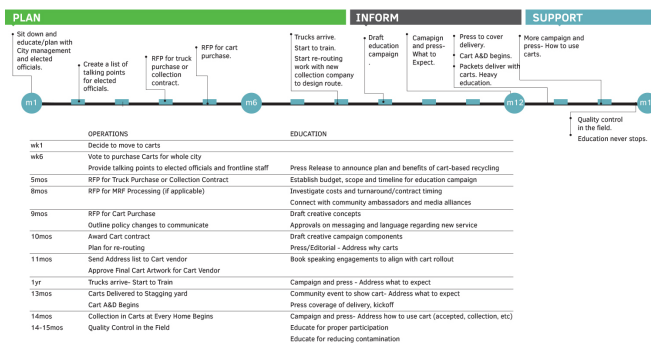 PLAN
INFORM
SUPPORT
Sit down and
educate/plan with
City management
and elected
officials.
Create a list of
talking points
for elected
officials.
RFP for truck
purchase or
collection
contract.
RFP for cart
purchase.
Trucks arrive.
Start to train.
Start re-routing
work with new
collection company
to design route.
Draft
education
campaign
.
Camapign
and press-
What to
Expect.
Press to cover
delivery.
Cart A&D begins.
Packets deliver with
carts. Heavy
education.
More campaign and
press- How to use
carts.
m1
m6
m12
m1
Quality control
in the field.
Education never stops.
OPERATIONS EDUCATION
wk1 Decide to move to carts
wk6 Vote to purchase Carts for whole city
Provide talking points to elected officials and frontline staff Press Release to announce plan and benefits of cart-based recycling
5mos RFP for Truck Purchase or Collection Contract Establish budget, scope and timeline for education campaign
8mos RFP for MRF Processing (if applicable) Investigate costs and turnaround/contract timing
Connect with community ambassadors and media alliances
9mos RFP for Cart Purchase Draft creative concepts
Outline policy changes to communicate Approvals on messaging and language regarding new service
10mos Award Cart contract Draft creative campaign components
Plan for re-routing Press/Editorial - Address why carts
11mos Send Address list to Cart vendor Book speaking engagements to align with cart rollout
Approve Final Cart Artwork for Cart Vendor
1yr Trucks arrive- Start to Train Campaign and press - Address what to expect
13mos Carts Delivered to Stagging yard Community event to show cart- Address what to expect
Cart A&D Begins Press coverage of delivery, kickoff
14mos Collection in Carts at Every Home Begins Campaign and press- Address how to use cart (accepted, collection, etc)
14-15mos Quality Control in the Field Educate for proper participation
Educate for reducing contamination